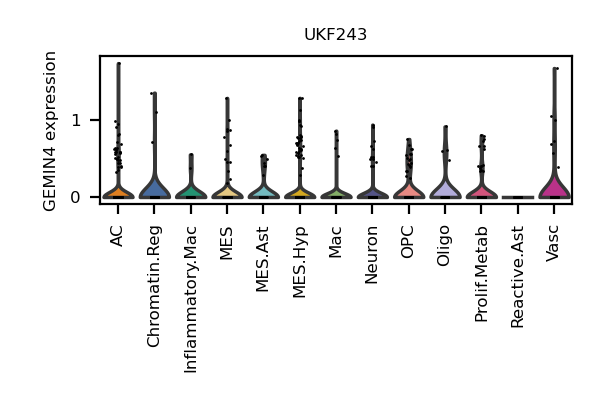 UKF243
GEMIN4 expression
1
0
AC
Chromatin.Reg
Inflammatory.Mac
MES
MES.Ast
MES.Hyp
Mac
Neuron
OPC
Oligo
Prolif.Metab
Reactive.Ast
Vasc